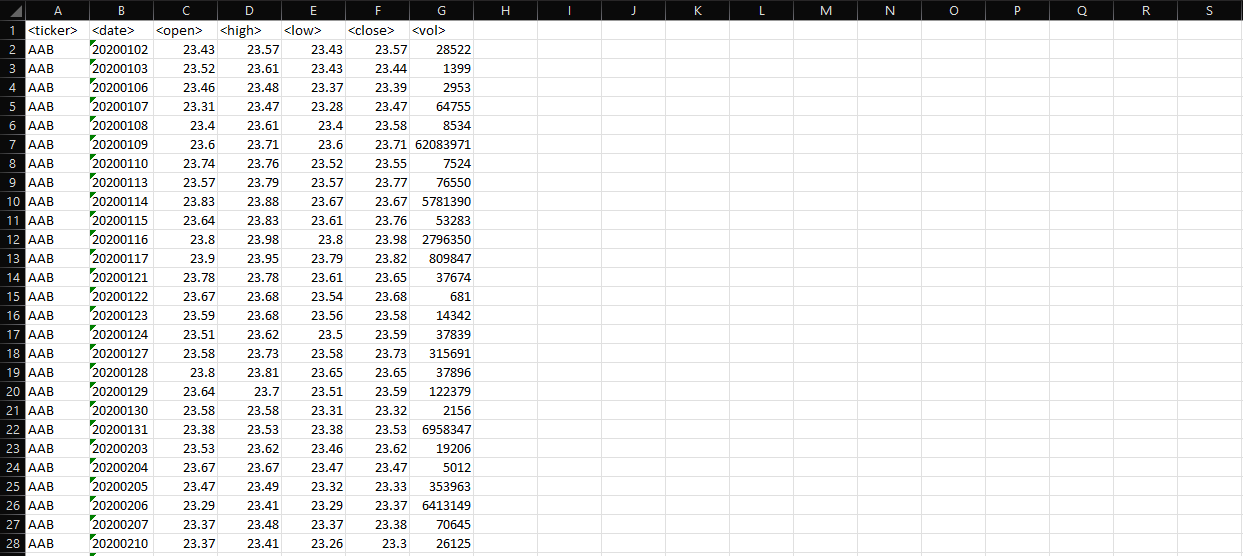 A B C D E F G H I J K L M N O P Q R S
1 <ticker> <date> <open> <high> <low> <close> <vol>
2 AAB 20200102 23.43 23.57 23.43 23.57 28522
3 AAB 20200103 23.52 23.61 23.43 23.44 1399
4 AAB 20200106 23.46 23.48 23.37 23.39 2953
5 AAB 20200107 23.31 23.47 23.28 23.47 64755
6 AAB 20200108 23.4 23.61 23.4 23.58 8534
7 AAB 20200109 23.6 23.71 23.6 23.71 62083971
8 AAB 20200110 23.74 23.76 23.52 23.55 7524
9 AAB 20200113 23.57 23.79 23.57 23.77 76550
10 AAB 20200114 23.83 23.88 23.67 23.67 5781390
11 AAB 20200115 23.64 23.83 23.61 23.76 53283
12 AAB 20200116 23.8 23.98 23.8 23.98 2796350
13 AAB 20200117 23.9 23.95 23.79 23.82 809847
14 AAB 20200121 23.78 23.78 23.61 23.65 37674
15 AAB 20200122 23.67 23.68 23.54 23.68 681
16 AAB 20200123 23.59 23.68 23.56 23.58 14342
17 AAB 20200124 23.51 23.62 23.5 23.59 37839
18 AAB 20200127 23.58 23.73 23.58 23.73 315691
19 AAB 20200128 23.8 23.81 23.65 23.65 37896
20 AAB 20200129 23.64 23.7 23.51 23.59 122379
21 AAB 20200130 23.58 23.58 23.31 23.32 2156
22 AAB 20200131 23.38 23.53 23.38 23.53 6958347
23 AAB 20200203 23.53 23.62 23.46 23.62 19206
24 AAB 20200204 23.67 23.67 23.47 23.47 5012
25 AAB 20200205 23.47 23.49 23.32 23.33 353963
26 AAB 20200206 23.29 23.41 23.29 23.37 6413149
27 AAB 20200207 23.37 23.48 23.37 23.38 70645
28 AAB 20200210 23.37 23.41 23.26 23.3 26125